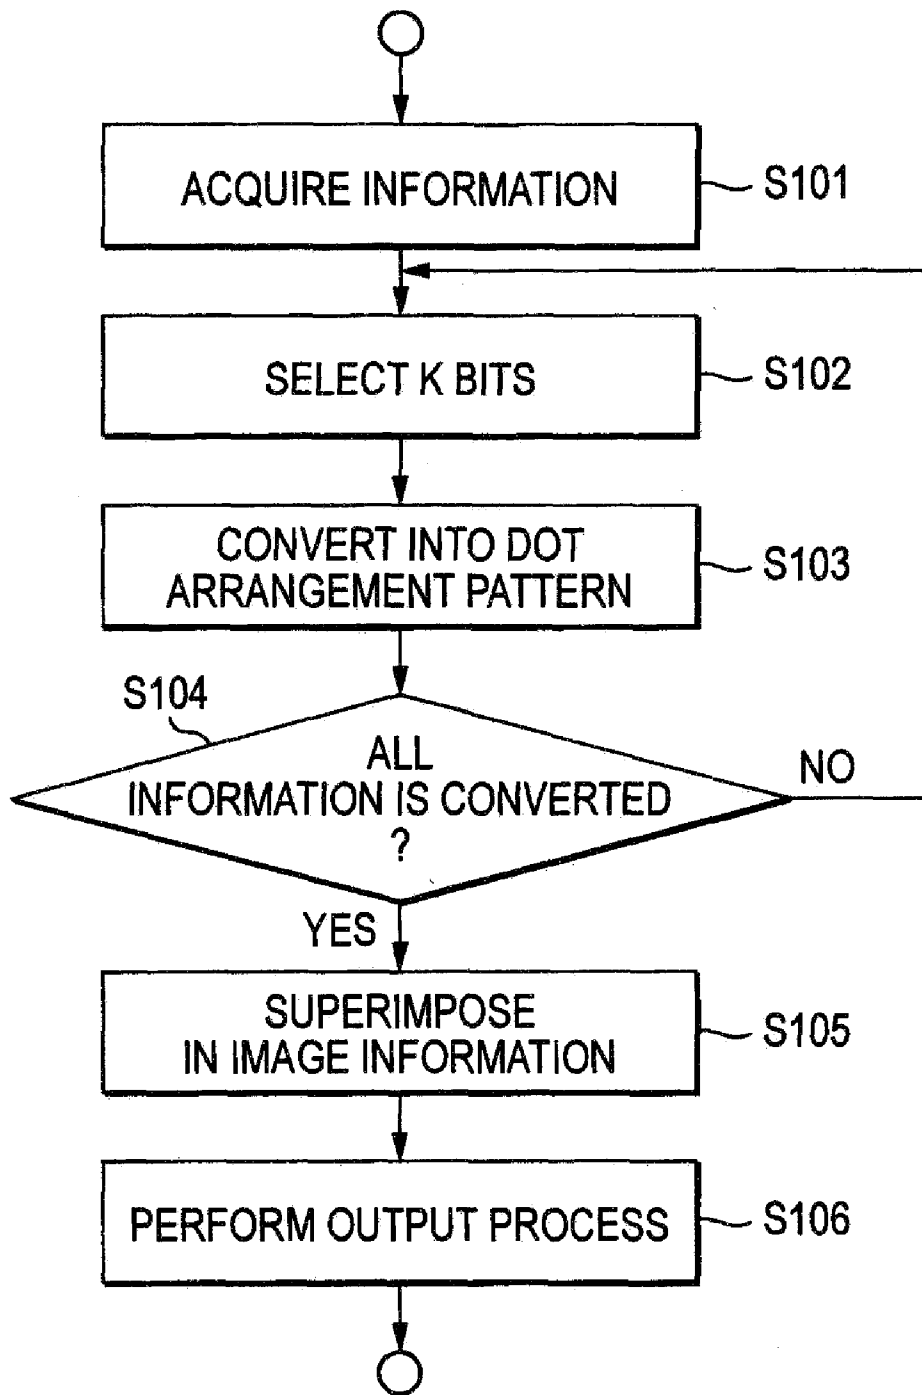 ACQUIRE INFORMATION
S101
SELECT K BITS
S102
CONVERT INTO DOT
ARRANGEMENT PATTERN
S103
S104
ALL
INFORMATION IS CONVERTED
?
NO
YES
SUPERIMPOSE
IN IMAGE INFORMATION
S105
PERFORM OUTPUT PROCESS
S106